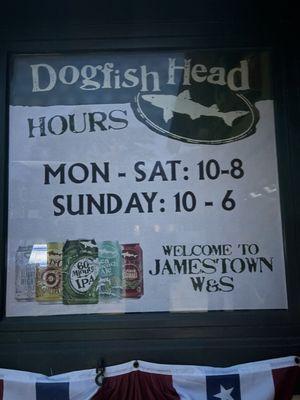 Dogfish Head
HOURS
MON - SAT: 10-8
SUNDAY: 10 - 6
60 MINUTE
IPA
WELCOME TO
JAMESTOWN
W&S